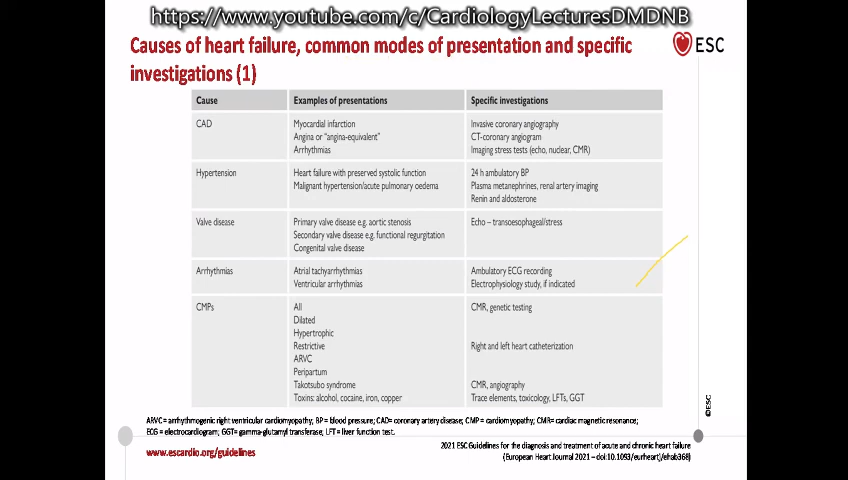 https://www.youtube.com/c/CardiologyLecturesDMDNB
Causes of heart failure, common modes of presentation and specific
investigations (1)
ESC
Cause Examples of presentations Specific investigations
CAD Myocardial infarction Invasive coronary angiography
Angina or "angina-equivalent" CT-coronary angiogram
Arrhythmias Imaging stress tests (echo, nuclear, CMR)
Hypertension Heart failure with preserved systolic function 24 h ambulatory BP
Malignant hypertension/acute pulmonary oedema Plasma metanephrines, renal artery imaging
Renin and aldosterone
Valve disease Primary valve disease e.g. aortic stenosis Echo – transoesophageal/stress
Secondary valve disease e.g. functional regurgitation
Congenital valve disease
Arrhythmias Atrial tachyarrhythmias Ambulatory ECG recording
Ventricular arrhythmias Electrophysiology study, if indicated
CMPs All CMR, genetic testing
Dilated
Hypertrophic
Restrictive Right and left heart catheterization
ARVC
Peripartum
Takotsubo syndrome CMR, angiography
Toxins: alcohol, cocaine, iron, copper Trace elements, toxicology, LFTs, GGT
©ESC
ARVC = arrhythmogenic right ventricular cardiomyopathy; BP = blood pressure; CAD= coronary artery disease; CMP = cardiomyopathy; CMR= cardiac magnetic resonance;
ECG = electrocardiogram; GGT= gamma-glutamyl transferase; LFT = liver function test.
www.escardio.org/guidelines
2021 ESC Guidelines for the diagnosis and treatment of acute and chronic heart failure
(European Heart Journal 2021 – doi:10.1093/eurheartj/ehab368)